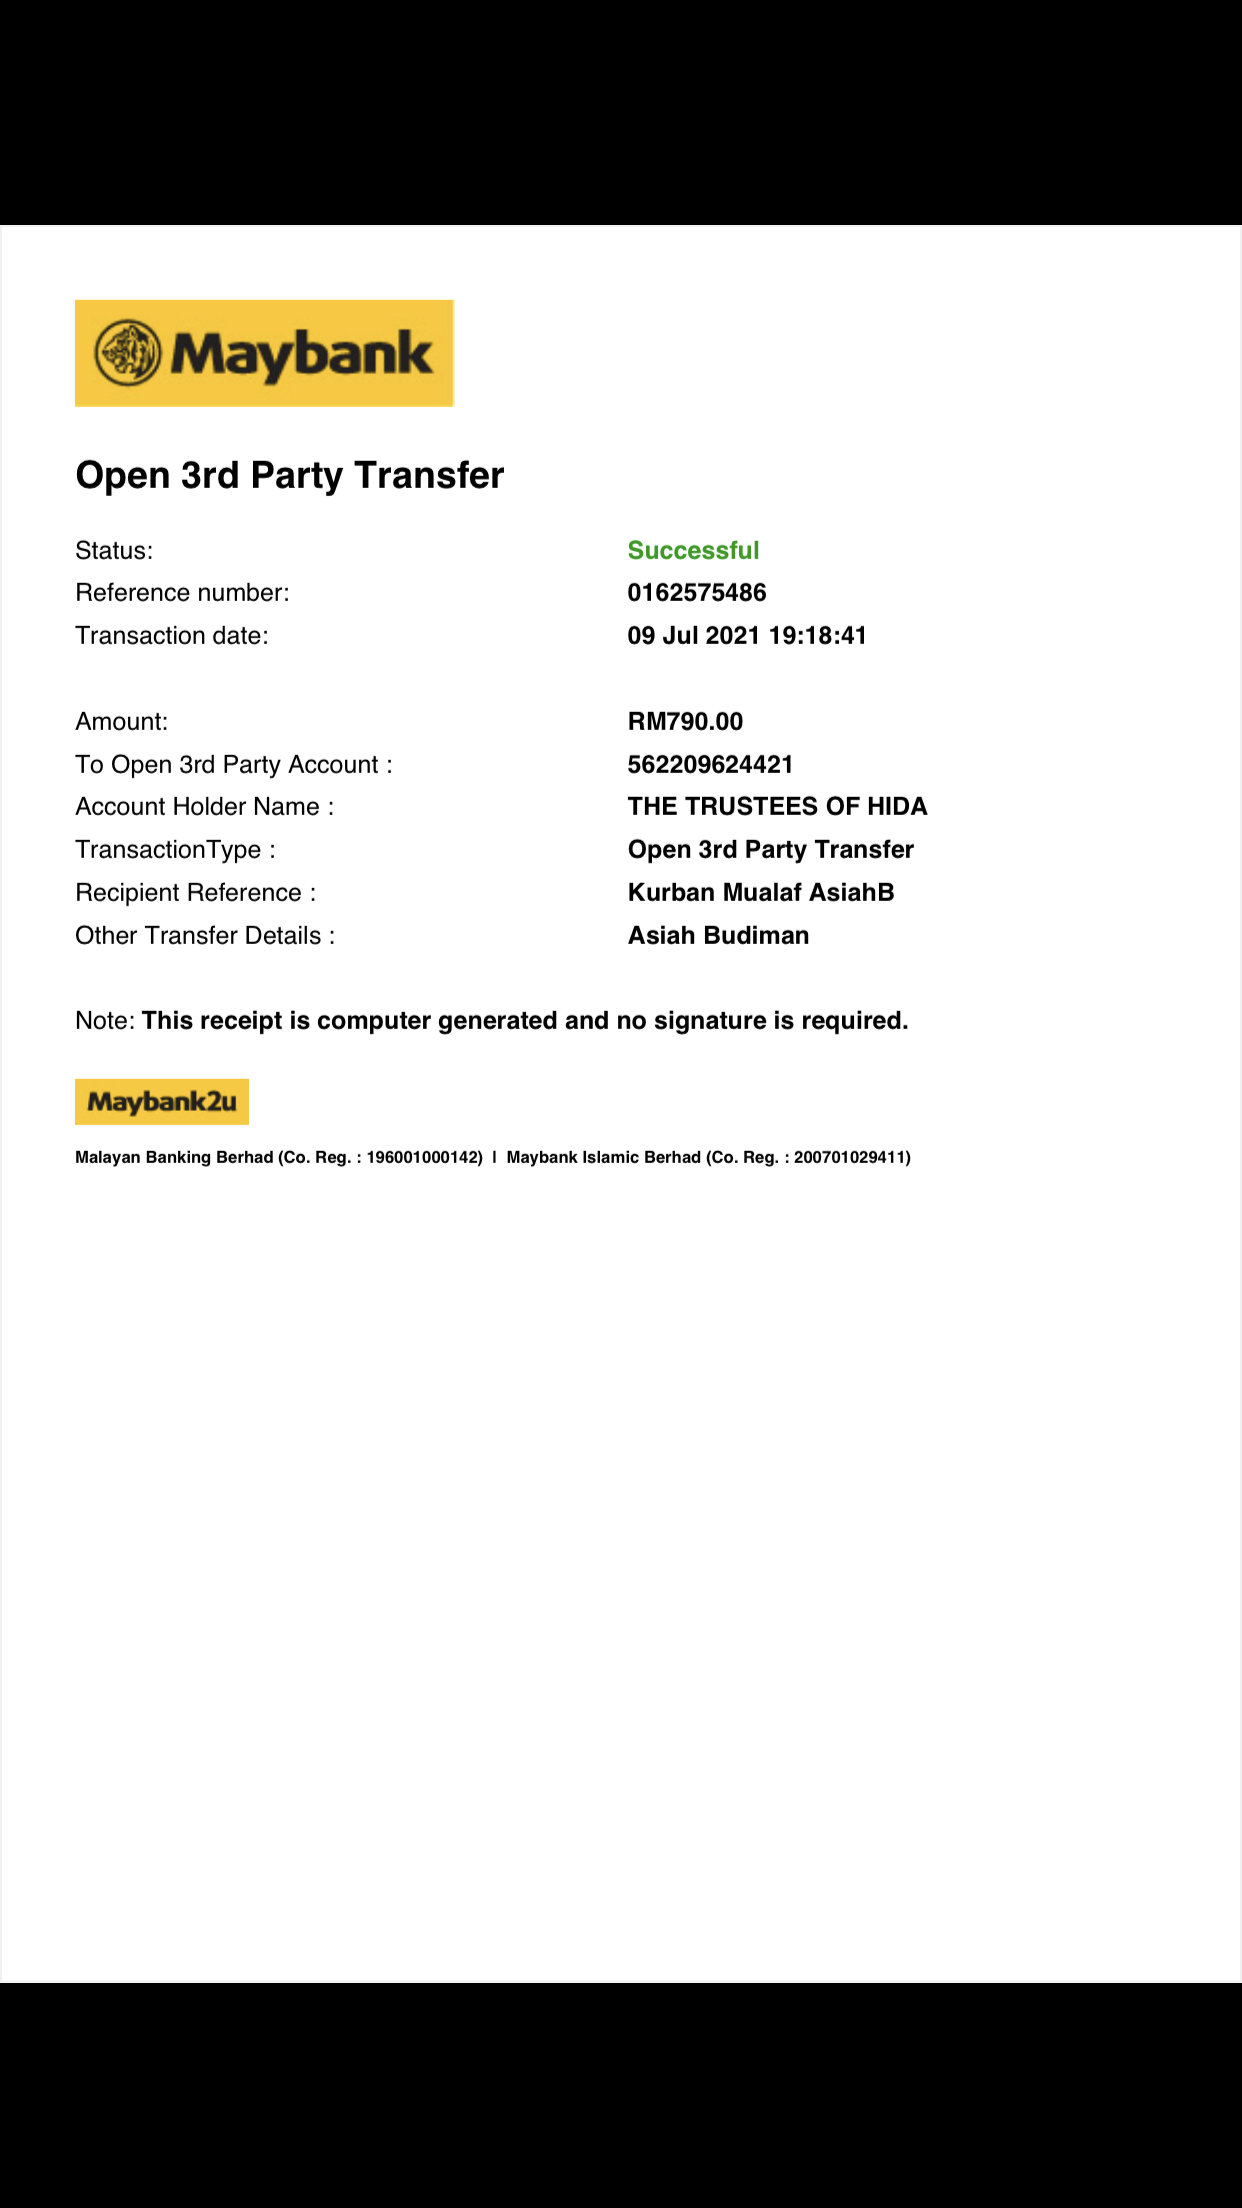 Maybank
Open 3rd Party Transfer
Status: Successful
Reference number: 0162575486
Transaction date: 09 Jul 2021 19:18:41
Amount: RM790.00
To Open 3rd Party Account : 562209624421
Account Holder Name : THE TRUSTEES OF HIDA
TransactionType : Open 3rd Party Transfer
Recipient Reference : Kurban Mualaf AsiahB
Other Transfer Details : Asiah Budiman
Note: This receipt is computer generated and no signature is required.
Maybank2u
Malayan Banking Berhad (Co. Reg. : 196001000142) | Maybank Islamic Berhad (Co. Reg. : 200701029411)